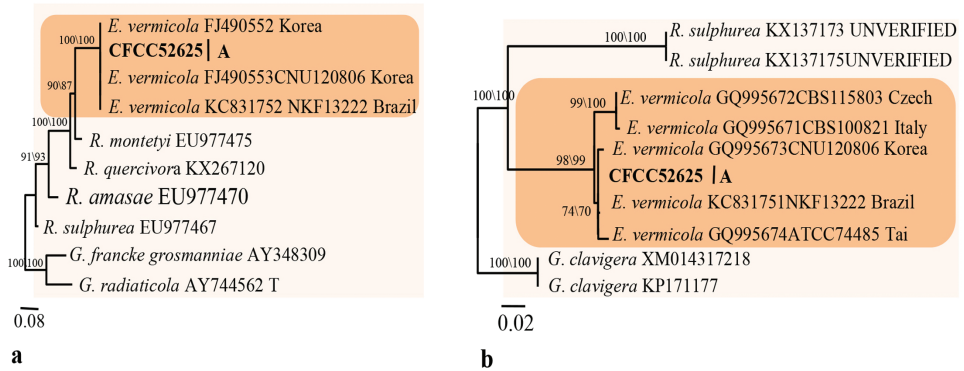 E. vermicola FJ490552 Korea
100\100
CFCC52625 | A
E. vermicola FJ490553CNU120806 Korea
90\87
E. vermicola KC831752 NKF13222 Brazil
100\100
R. montetyi EU977475
91\93
R. quercivora KX267120
R. amasae EU977470
R. sulphurea EU977467
G. francke grosmanniae AY348309
100\100
G. radiaticola AY744562 T
0.08
a
R. sulphurea KX137173 UNVERIFIED
100\100
R. sulphurea KX137175UNVERIFIED
100\100
E. vermicola GQ995672CBS115803 Czech
99\100
E. vermicola GQ995671CBS100821 Italy
E. vermicola GQ995673CNU120806 Korea
98\99
CFCC52625 | A
E. vermicola KC831751NKF13222 Brazil
74\70
E. vermicola GQ995674ATCC74485 Tai
G. clavigera XM014317218
100\100
G. clavigera KP171177
0.02
b